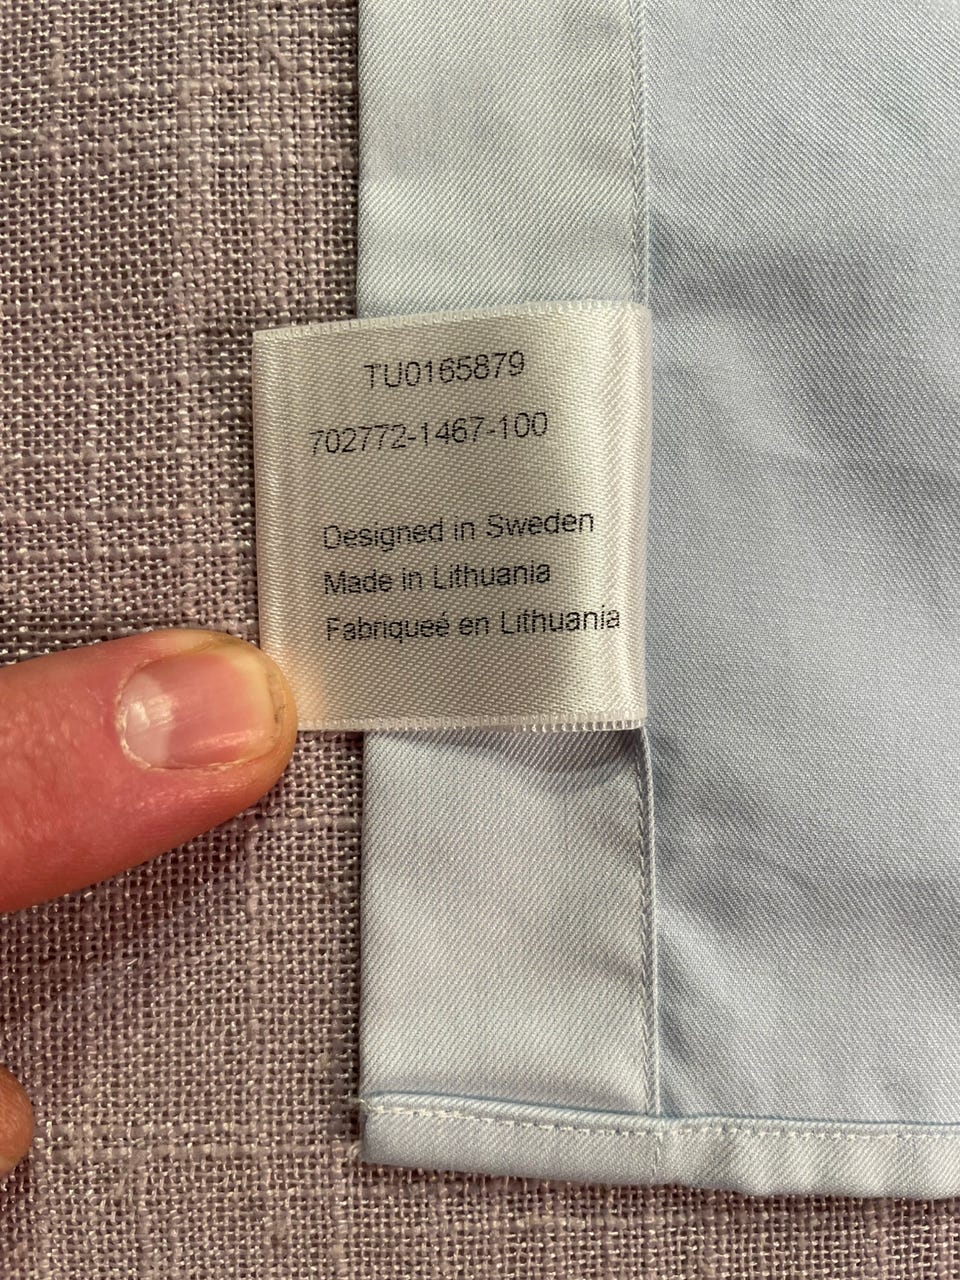 TU0165879
702772-1467-100
Designed in Sweden
Made in Lithuania
Fabriqueé en Lithuania